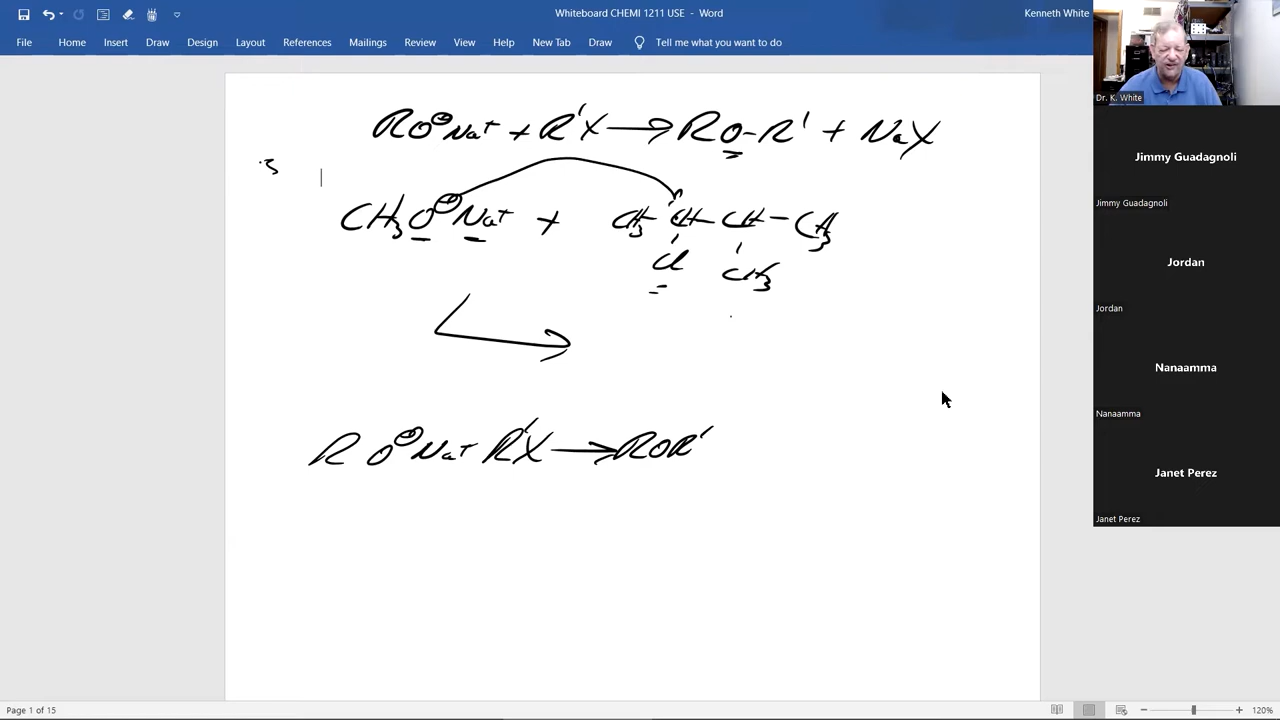 Whiteboard CHEMI 1211 USE - Word
Kenneth White
File Home Insert Draw Design Layout References Mailings Review View Help New Tab Draw Tell me what you want to do
Dr. K. White
RO⊖Na+ + R'X → RO-R' + NaX
3
CH3O⊖Na+ + CH3-CH-CH-CH3
Cl CH3
RO⊖Na+ R'X → ROR'
Jimmy Guadagnoli
Jimmy Guadagnoli
Jordan
Jordan
Nanaamma
Nanaamma
Janet Perez
Janet Perez
Page 1 of 15
120%